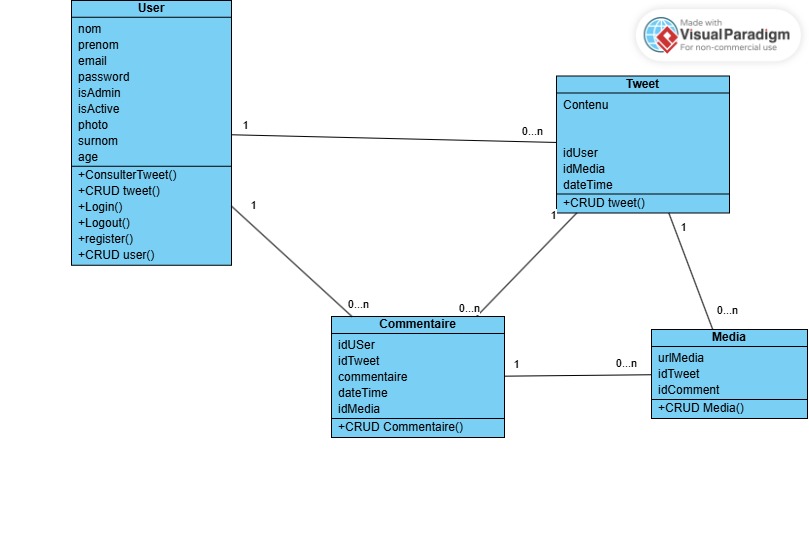 User
nom
prenom
email
password
isAdmin
isActive
photo
surnom
age
+ConsulterTweet()
+CRUD tweet()
+Login()
+Logout()
+register()
+CRUD user()
Made with
VisualParadigm
For non-commercial use
Tweet
Contenu
idUser
idMedia
dateTime
+CRUD tweet()
1
0...n
1
0...n
1
0...n
1
0...n
Commentaire
idUSer
idTweet
commentaire
dateTime
idMedia
+CRUD Commentaire()
1
0...n
Media
urlMedia
idTweet
idComment
+CRUD Media()